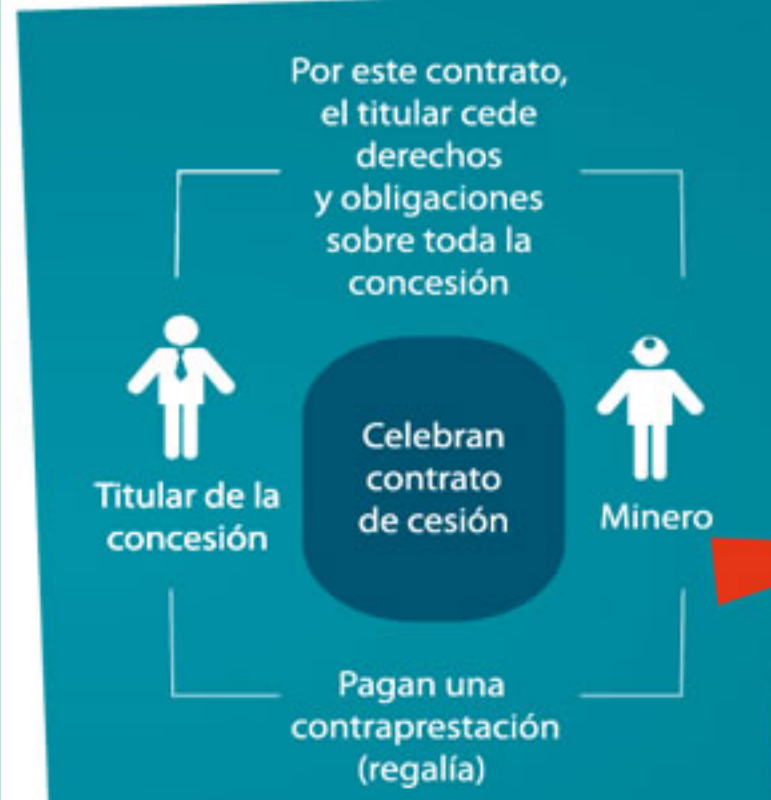 Por este contrato,
el titular cede
derechos
y obligaciones
sobre toda la
concesión
Titular de la
concesión
Celebran
contrato
de cesión
Minero
Pagan una
contraprestación
(regalía)